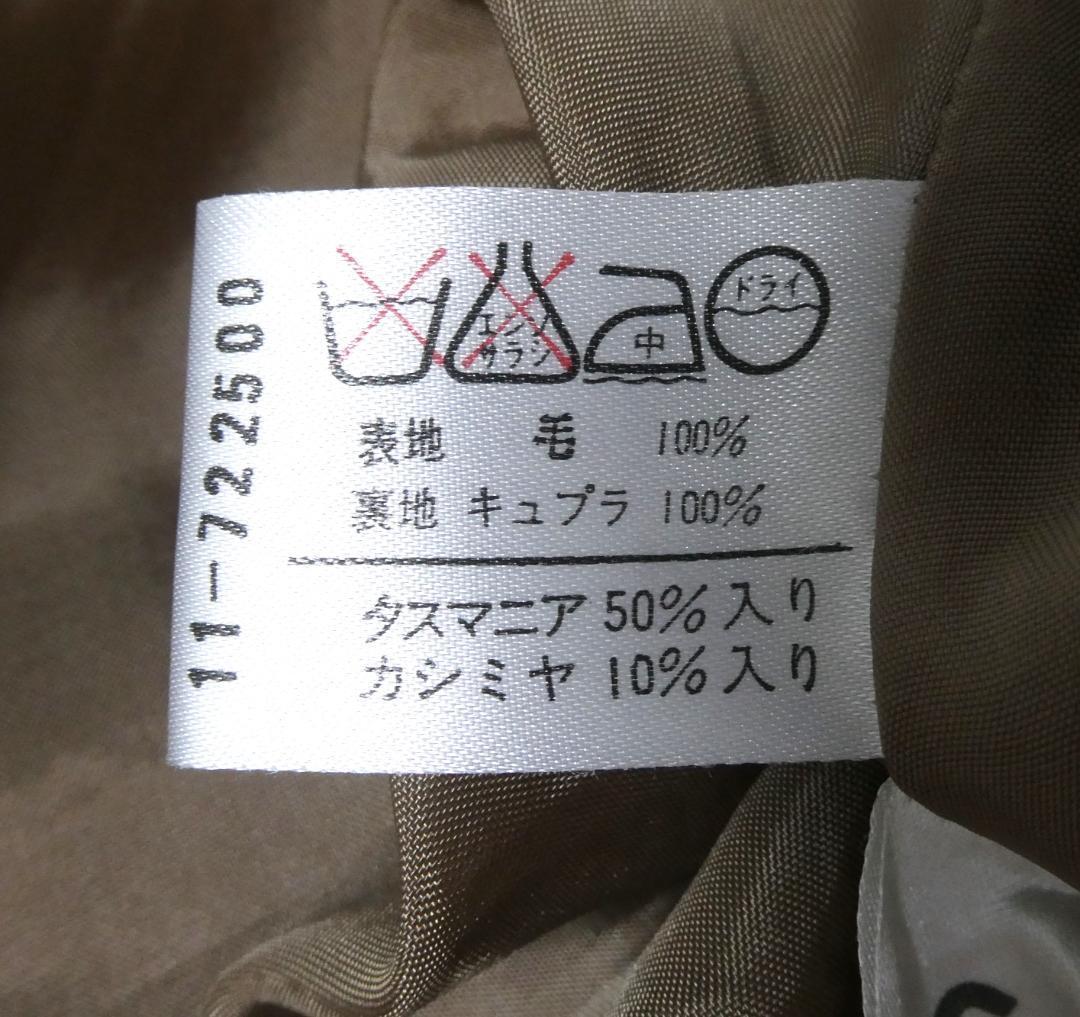 ドライ
エンソ
サラシ
中
表地 毛 100%
裏地 キュプラ 100%
タスマニア 50% 入り
カシミヤ 10% 入り
11-722500